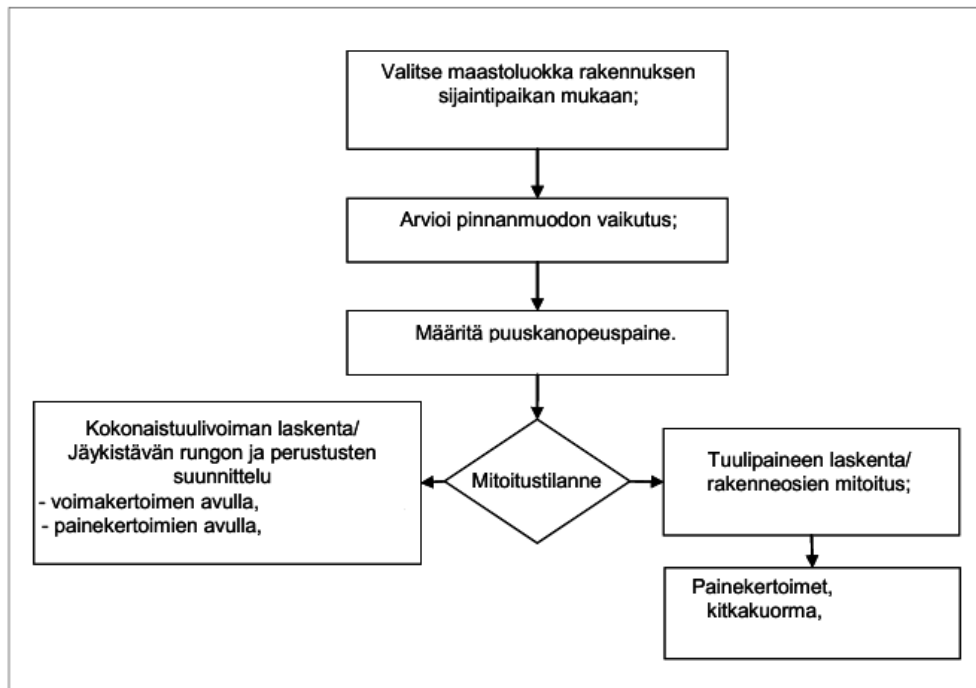 Valitse maastoluokka rakennuksen
sijaintipaikan mukaan;
Arvioi pinnanmuodon vaikutus;
Määritä puuskanopeuspaine.
Mitoitustilanne
Kokonaistuulivoiman laskenta/
Jäykistävän rungon ja perustusten
suunnittelu
- voimakertoimen avulla,
- painekertoimien avulla,
Tuulipaineen laskenta/
rakenneosien mitoitus;
Painekertoimet,
kitkakuorma,